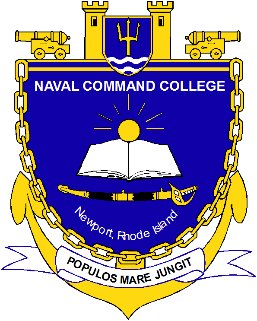 NAVAL COMMAND COLLEGE
Newport, Rhode Island
POPULOS MARE JUNGIT